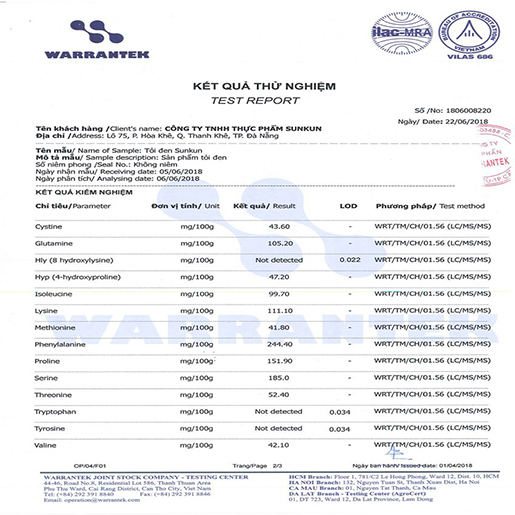 WARRANTEK
ilac-MRA
BUREAU OF ACCREDITATION
VIETNAM
VILAS 686
KẾT QUẢ THỬ NGHIỆM
TEST REPORT
Số /No: 1806008220
Ngày/ Date: 22/06/2018
Tên khách hàng /Client's name: CÔNG TY TNHH THỰC PHẨM SUNKUN
Địa chỉ /Address: Lô 75, P. Hòa Khê, Q. Thanh Khê, TP. Đà Nẵng
Tên mẫu/ Name of Sample: Tỏi đen Sunkun
Mô tả mẫu/ Sample description: Sản phẩm tỏi đen
Số niêm phong /Seal No.: Không niêm
Ngày nhận mẫu/ Receiving date: 05/06/2018
Ngày phân tích/ Analysing date: 06/06/2018
KẾT QUẢ KIỂM NGHIỆM
Chỉ tiêu/Parameter Đơn vị tính/ Unit Kết quả/ Result LOD Phương pháp/ Test method
Cystine mg/100g 43.60 - WRT/TM/CH/01.56 (LC/MS/MS)
Glutamine mg/100g 105.20 - WRT/TM/CH/01.56 (LC/MS/MS)
Hly (8 hydroxylysine) mg/100g Not detected 0.022 WRT/TM/CH/01.56 (LC/MS/MS)
Hyp (4-hydroxyproline) mg/100g 47.20 - WRT/TM/CH/01.56 (LC/MS/MS)
Isoleucine mg/100g 99.70 - WRT/TM/CH/01.56 (LC/MS/MS)
Lysine mg/100g 111.10 - WRT/TM/CH/01.56 (LC/MS/MS)
Methionine mg/100g 41.80 - WRT/TM/CH/01.56 (LC/MS/MS)
Phenylalanine mg/100g 244.40 - WRT/TM/CH/01.56 (LC/MS/MS)
Proline mg/100g 151.90 - WRT/TM/CH/01.56 (LC/MS/MS)
Serine mg/100g 185.0 - WRT/TM/CH/01.56 (LC/MS/MS)
Threonine mg/100g 52.40 - WRT/TM/CH/01.56 (LC/MS/MS)
Tryptophan mg/100g Not detected 0.034 WRT/TM/CH/01.56 (LC/MS/MS)
Tyrosine mg/100g Not detected 0.034 WRT/TM/CH/01.56 (LC/MS/MS)
Valine mg/100g 42.10 - WRT/TM/CH/01.56 (LC/MS/MS)
OP/04/F01 Trang/Page 2/3 Ngày ban hành/ Issued date: 01/04/2018
WARRANTEK JOINT STOCK COMPANY - TESTING CENTER
44-46, Road No.8, Residental Lot 586, Thanh Thuan Area
Phu Thu Ward, Cai Rang District, Can Tho City, Viet Nam
Tel: (+84) 292 391 8840 Fax: (+84) 292 391 8846
Email: operation@warrantek.com
HCM Branch: Floor 1, 781/C2 Le Hong Phong, Ward 12, Dist. 10, HCM
HA NOI Branch: 132, Nguyen Tuan St, Thanh Xuan Dist, Ha Noi
CA MAU Branch: 01, Nguyen Tat Thanh, Ward 8, Ca Mau
DA LAT Branch - Testing Center (AgroCert)
01, DT 723, Ward 12, Da Lat Province, Lam Dong